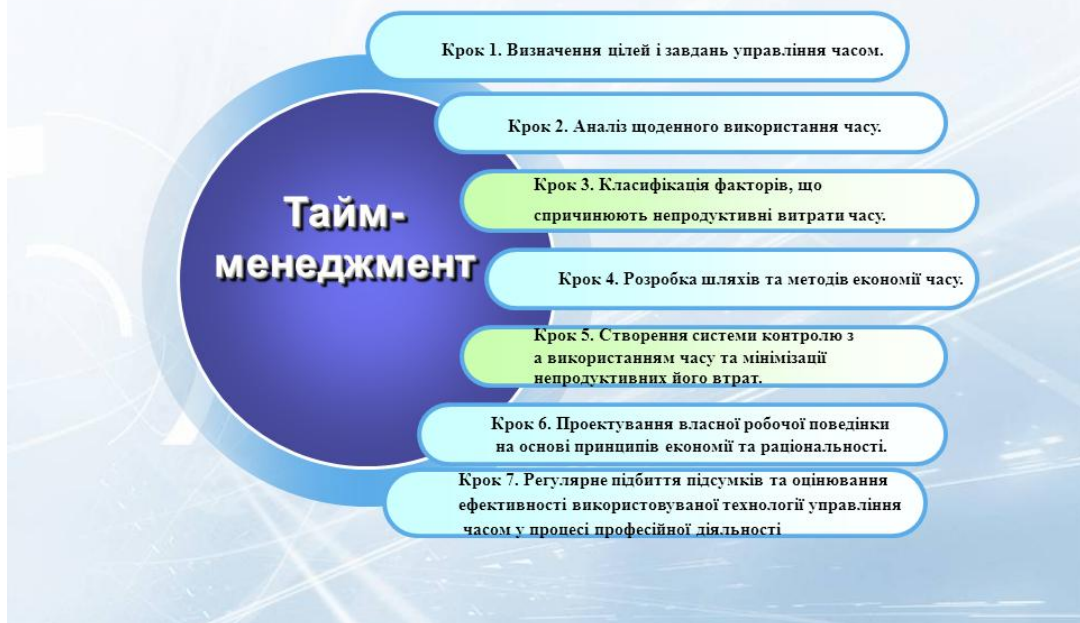 Крок 1. Визначення цілей і завдань управління часом.
Крок 2. Аналіз щоденного використання часу.
Крок 3. Класифікація факторів, що
спричинюють непродуктивні витрати часу.
Тайм-
менеджмент
Крок 4. Розробка шляхів та методів економії часу.
Крок 5. Створення системи контролю з
а використанням часу та мінімізації
непродуктивних його втрат.
Крок 6. Проектування власної робочої поведінки
на основі принципів економії та раціональності.
Крок 7. Регулярне підбиття підсумків та оцінювання
ефективності використовуваної технології управління
часом у процесі професійної діяльності